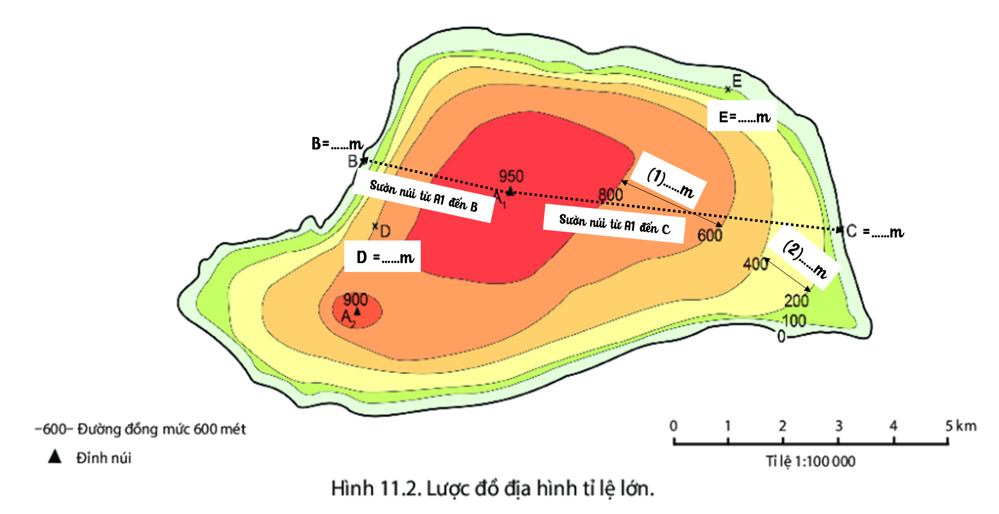 E
E=......m
B=......m
B
950
A1
(1)......m
800
Sườn núi từ A1 đến B
Sườn núi từ A1 đến C
D
C =......m
600
D =......m
(2)......m
400
900
A2
200
100
0
-600- Đường đồng mức 600 mét
Đỉnh núi
0 1 2 3 4 5 km
Tỉ lệ 1:100 000
Hình 11.2. Lược đồ địa hình tỉ lệ lớn.